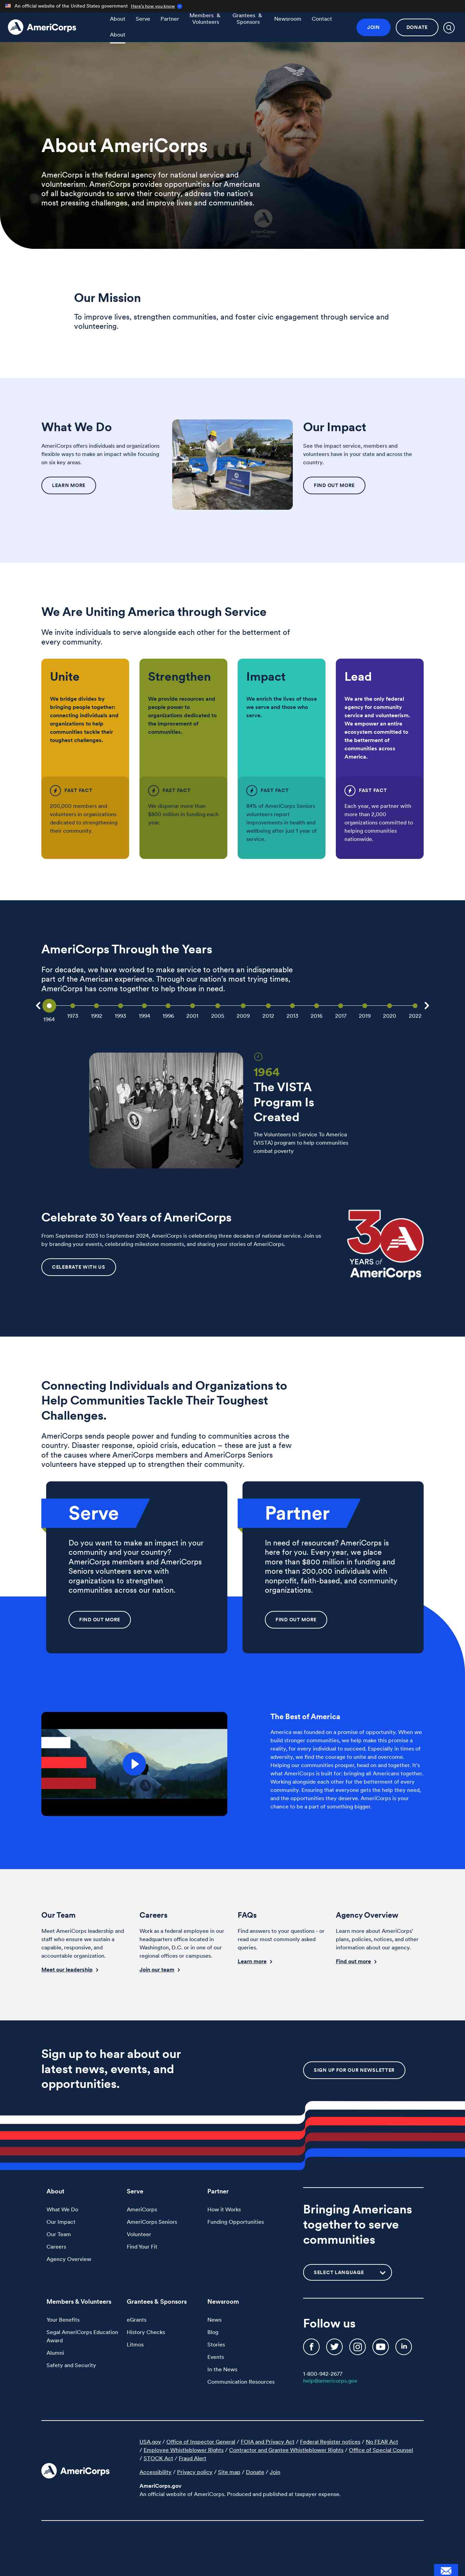 An official website of the United States government Here's how you know
AmeriCorps
About Serve Partner Members & Volunteers Grantees & Sponsors Newsroom Contact
JOIN
DONATE
About
About AmeriCorps
AmeriCorps is the federal agency for national service and
volunteerism. AmeriCorps provides opportunities for Americans
of all backgrounds to serve their country, address the nation's
most pressing challenges, and improve lives and communities.
Our Mission
To improve lives, strengthen communities, and foster civic engagement through service and
volunteering.
What We Do
AmeriCorps offers individuals and organizations
flexible ways to make an impact while focusing
on six key areas.
LEARN MORE
Our Impact
See the impact service, members and
volunteers have in your state and across the
country.
FIND OUT MORE
We Are Uniting America through Service
We invite individuals to serve alongside each other for the betterment of
every community.
Unite
We bridge divides by
bringing people together:
connecting individuals and
organizations to help
communities tackle their
toughest challenges.
FAST FACT
200,000 members and
volunteers in organizations
dedicated to strengthening
their community.
Strengthen
We provide resources and
people power to
organizations dedicated to
the improvement of
communities.
FAST FACT
We disperse more than
$800 million in funding each
year.
Impact
We enrich the lives of those
we serve and those who
serve.
FAST FACT
84% of AmeriCorps Seniors
volunteers report
improvements in health and
wellbeing after just 1 year of
service.
Lead
We are the only federal
agency for community
service and volunteerism.
We empower an entire
ecosystem committed to
the betterment of
communities across
America.
FAST FACT
Each year, we partner with
more than 2,000
organizations committed to
helping communities
nationwide.
AmeriCorps Through the Years
For decades, we have worked to make service to others an indispensable
part of the American experience. Through our nation's most trying times,
AmeriCorps has come together for those in need.
1964 1973 1992 1993 1994 1996 2001 2005 2009 2012 2013 2016 2017 2019 2020 2022
1964
The VISTA
Program Is
Created
The Volunteers In Service To America
(VISTA) program to help communities
combat poverty
Celebrate 30 Years of AmeriCorps
From September 2023 to September 2024, AmeriCorps is celebrating three decades of national service. Join us
by branding your events, celebrating milestone moments, and sharing your stories of AmeriCorps.
CELEBRATE WITH US
30
YEARS of
AmeriCorps
Connecting Individuals and Organizations to
Help Communities Tackle Their Toughest
Challenges.
AmeriCorps sends people power and funding to communities across the
country. Disaster response, opioid crisis, education – these are just a few
of the causes where AmeriCorps members and AmeriCorps Seniors
volunteers have stepped up to strengthen their community.
Serve
Do you want to make an impact in your
community and your country?
AmeriCorps members and AmeriCorps
Seniors volunteers serve with
organizations to strengthen
communities across our nation.
FIND OUT MORE
Partner
In need of resources? AmeriCorps is
here for you. Every year, we place
more than $800 million in funding and
more than 200,000 individuals with
nonprofit, faith-based, and community
organizations.
FIND OUT MORE
The Best of America
America was founded on a promise of opportunity. When we
build stronger communities, we help make this promise a
reality, for every individual to succeed. Especially in times of
adversity, we find the courage to unite and overcome.
Helping our communities prosper, head on and together. It's
what AmeriCorps is built for: bringing all Americans together.
Working alongside each other for the betterment of every
community. Ensuring that everyone gets the help they need,
and the opportunities they deserve. AmeriCorps is your
chance to be a part of something bigger.
Our Team
Meet AmeriCorps leadership and
staff who ensure we sustain a
capable, responsive, and
accountable organization.
Meet our leadership
Careers
Work as a federal employee in our
headquarters office located in
Washington, D.C. or in one of our
regional offices or campuses.
Join our team
FAQs
Find answers to your questions - or
read our most commonly asked
queries.
Learn more
Agency Overview
Learn more about AmeriCorps'
plans, policies, notices, and other
information about our agency.
Find out more
Sign up to hear about our
latest news, events, and
opportunities.
SIGN UP FOR OUR NEWSLETTER
About
What We Do
Our Impact
Our Team
Careers
Agency Overview
Serve
AmeriCorps
AmeriCorps Seniors
Volunteer
Find Your Fit
Partner
How it Works
Funding Opportunities
Bringing Americans
together to serve
communities
SELECT LANGUAGE
Members & Volunteers
Your Benefits
Segal AmeriCorps Education
Award
Alumni
Safety and Security
Grantees & Sponsors
eGrants
History Checks
Litmos
Newsroom
News
Blog
Stories
Events
In the News
Communication Resources
Follow us
1-800-942-2677
help@americorps.gov
AmeriCorps
USA.gov / Office of Inspector General / FOIA and Privacy Act / Federal Register notices / No FEAR Act
/ Employee Whistleblower Rights / Contractor and Grantee Whistleblower Rights / Office of Special Counsel
/ STOCK Act / Fraud Alert
Accessibility / Privacy policy / Site map / Donate / Join
AmeriCorps.gov
An official website of AmeriCorps. Produced and published at taxpayer expense.